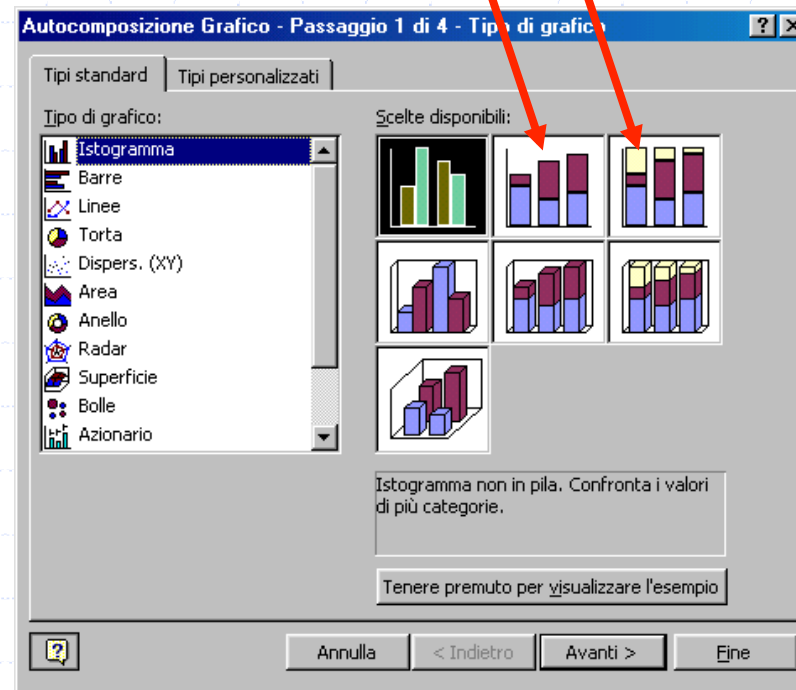 Autocomposizione Grafico - Passaggio 1 di 4 - Tipo di grafico
Tipi standard
Tipi personalizzati
Tipo di grafico:
Istogramma
Barre
Linee
Torta
Dispers. (XY)
Area
Anello
Radar
Superficie
Bolle
Azionario
Scelte disponibili:
Istogramma non in pila. Confronta i valori
di più categorie.
Tenere premuto per visualizzare l'esempio
Annulla
< Indietro
Avanti >
Fine